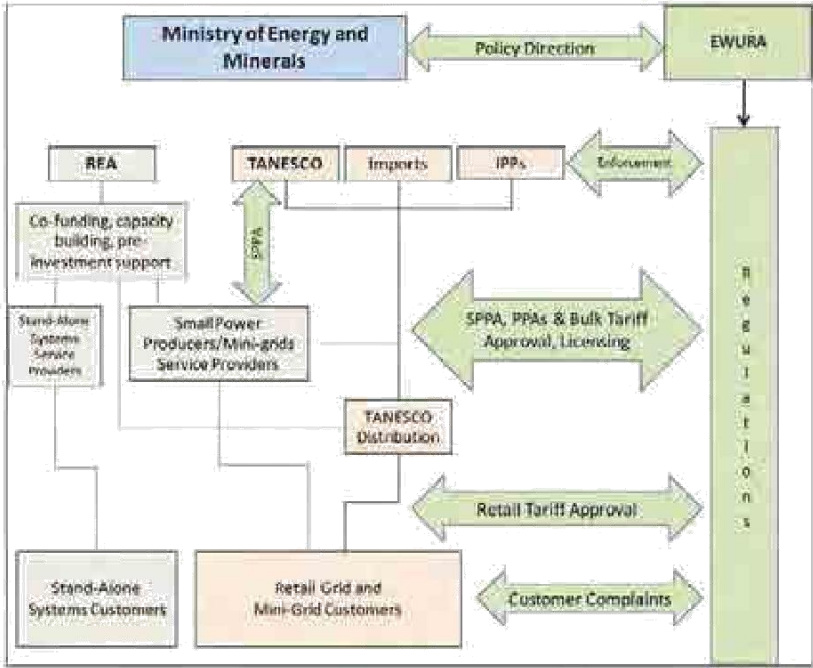 Ministry of Energy and
Minerals
Policy Direction
EWURA
REA
TANESCO
Imports
IPPs
Enforcement
Co-funding, capacity
building, pre-
investment support
SPPA
Stand-Alone
Systems
Service
Providers
Small Power
Producers/Mini-grids
Service Providers
SPPA, PPAs & Bulk Tariff
Approval, Licensing
TANESCO
Distribution
Regulations
Retail Tariff Approval
Stand-Alone
Systems Customers
Retail Grid and
Mini-Grid Customers
Customer Complaints